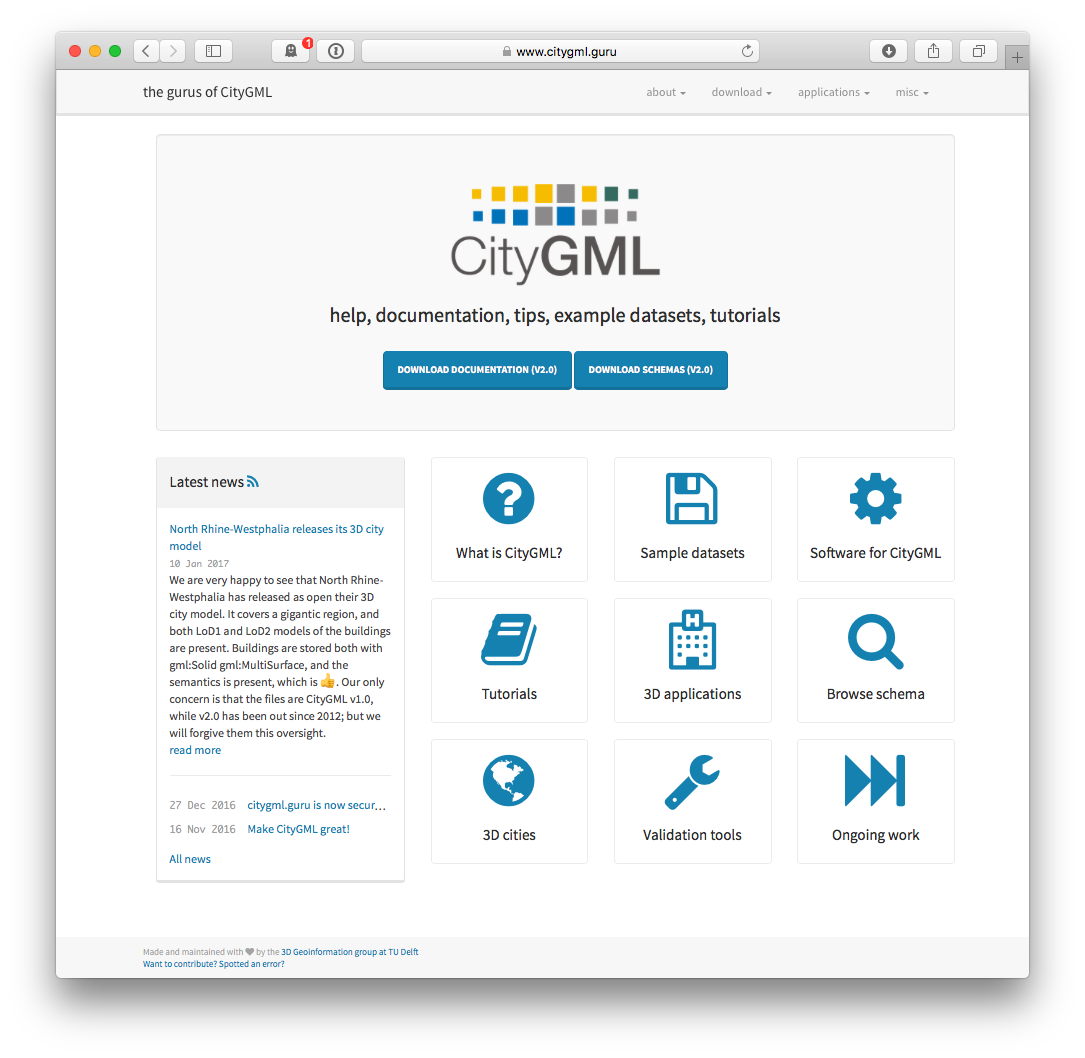 1
www.citygml.guru
the gurus of CityGML
about
download
applications
misc
CityGML
help, documentation, tips, example datasets, tutorials
DOWNLOAD DOCUMENTATION (V2.0)
DOWNLOAD SCHEMAS (V2.0)
Latest news
North Rhine-Westphalia releases its 3D city
model
10 Jan 2017
We are very happy to see that North Rhine-
Westphalia has released as open their 3D
city model. It covers a gigantic region, and
both LoD1 and LoD2 models of the buildings
are present. Buildings are stored both with
gml:Solid gml:MultiSurface, and the
semantics is present, which is 👍. Our only
concern is that the files are CityGML v1.0,
while v2.0 has been out since 2012; but we
will forgive them this oversight.
read more
27 Dec 2016 citygml.guru is now secur...
16 Nov 2016 Make CityGML great!
All news
What is CityGML?
Sample datasets
Software for CityGML
Tutorials
H
3D applications
Browse schema
3D cities
Validation tools
Ongoing work
Made and maintained with ♥ by the 3D Geoinformation group at TU Delft
Want to contribute? Spotted an error?